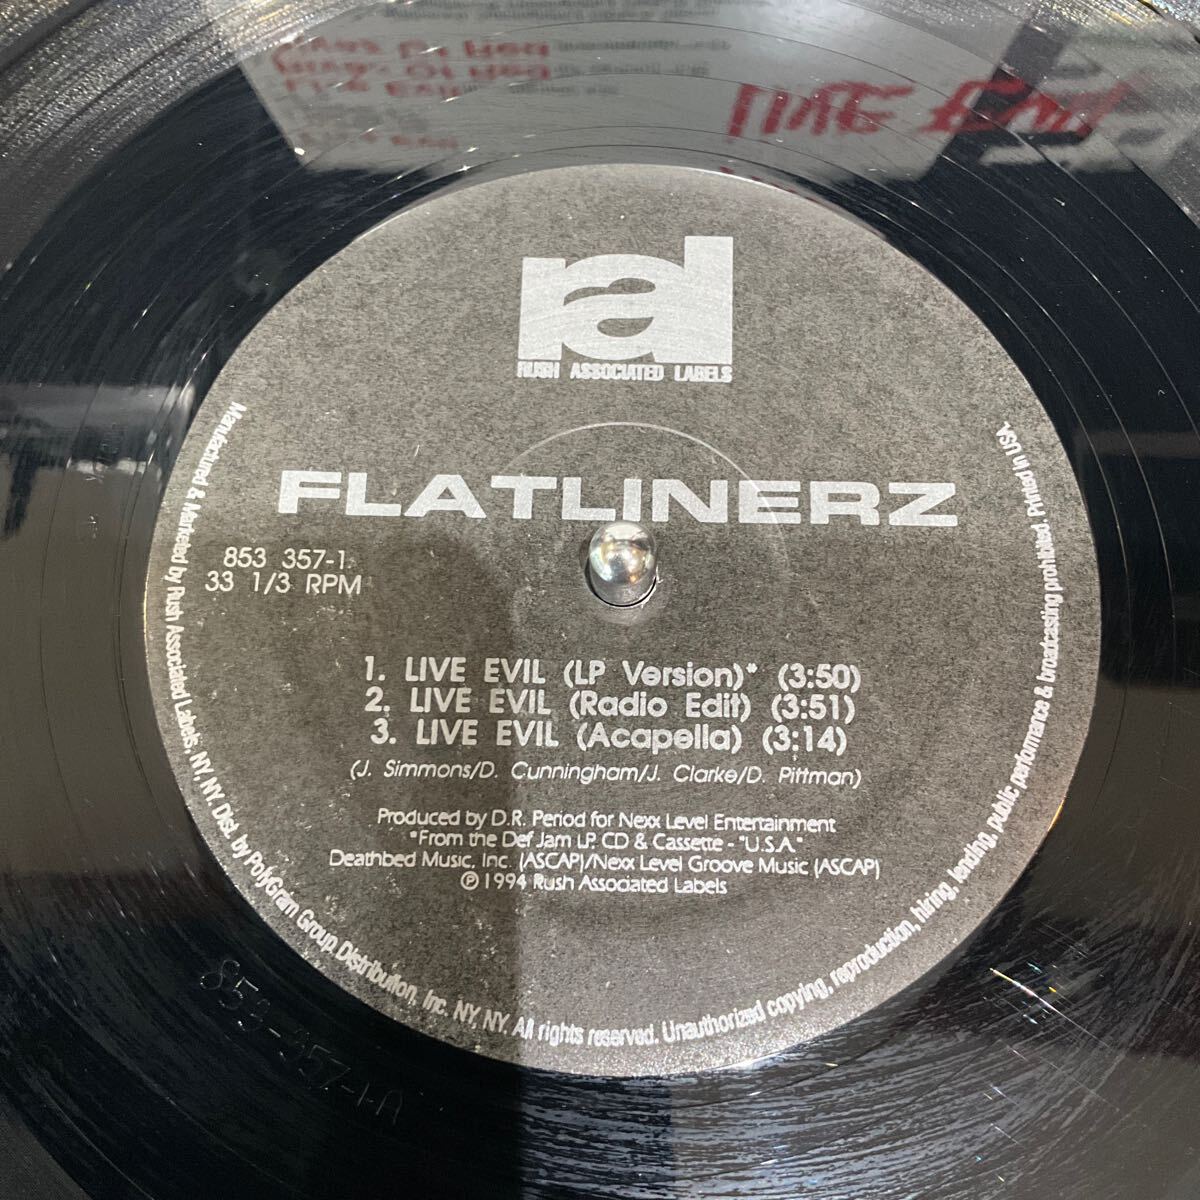 Live Evil
ral
RUSH ASSOCIATED LABELS
FLATLINERZ
853 357-1
33 1/3 RPM
1. LIVE EVIL (LP Version)* (3:50)
2. LIVE EVIL (Radio Edit) (3:51)
3. LIVE EVIL (Acapella) (3:14)
(J. Simmons/D. Cunningham/J. Clarke/D. Pittman)
Produced by D.R. Period for Nexx Level Entertainment
*From the Def Jam LP, CD & Cassette - "U.S.A."
Deathbed Music, Inc. (ASCAP)/Nexx Level Groove Music (ASCAP)
℗ 1994 Rush Associated Labels
Manufactured & Marketed by Rush Associated Labels, NY, NY. Dist. by PolyGram Group Distribution, Inc. NY, NY. All rights reserved. Unauthorized copying, reproduction, hiring, lending, public performance & broadcasting prohibited. Printed in USA.
853-357-1-A